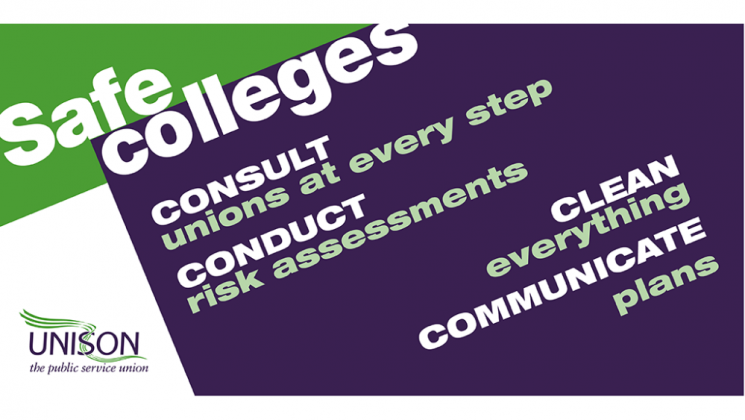 Safe
colleges
CONSULT
unions at every step
CONDUCT
risk assessments
CLEAN
everything
COMMUNICATE
plans
UNISON
the public service union